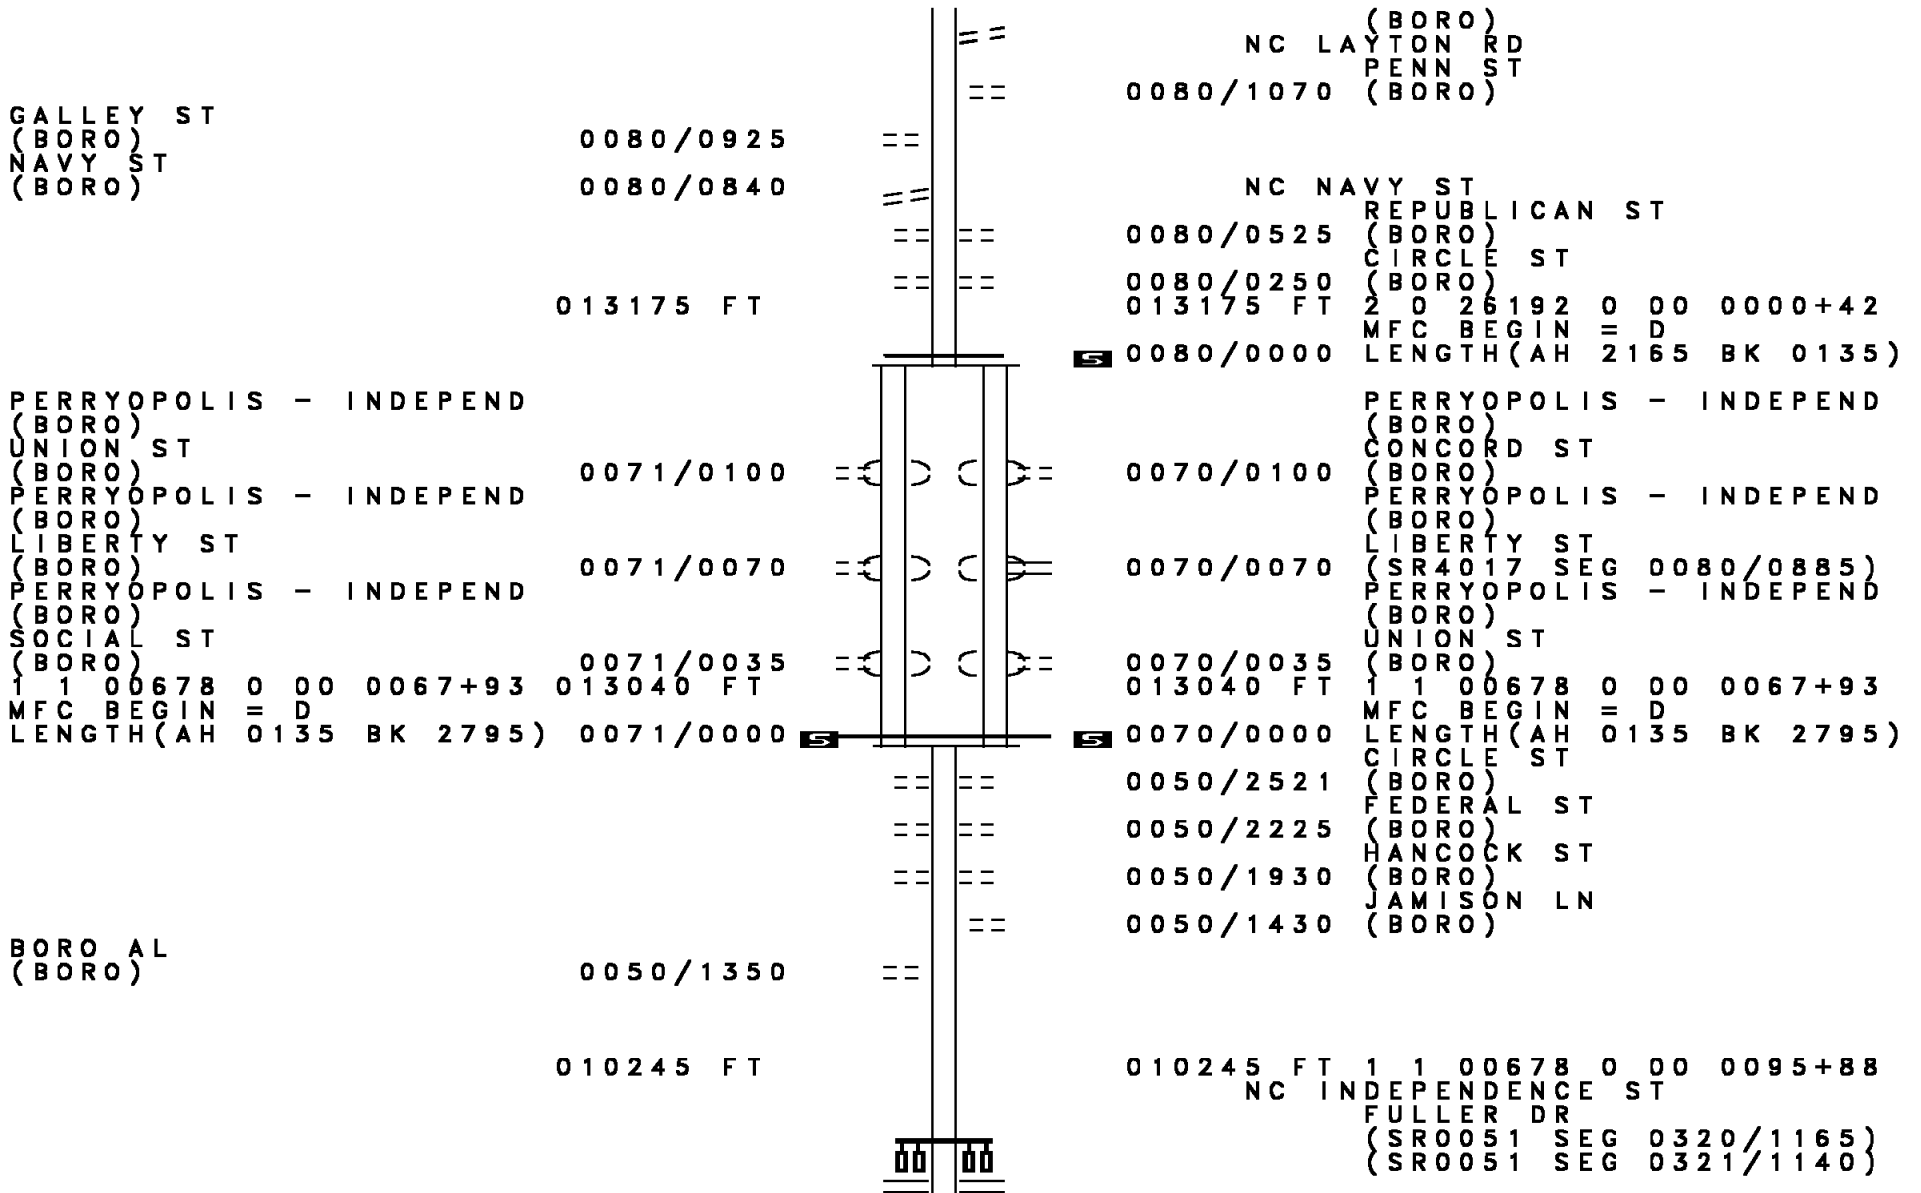 (BORO)
NC LAYTON RD
PENN ST
0080/1070 (BORO)
GALLEY ST
(BORO) 0080/0925
NAVY ST
(BORO) 0080/0840 NC NAVY ST
REPUBLICAN ST
0080/0525 (BORO)
CIRCLE ST
0080/0250 (BORO)
013175 FT 013175 FT 2 0 26192 0 00 0000+42
MFC BEGIN = D
S 0080/0000 LENGTH(AH 2165 BK 0135)
PERRYOPOLIS - INDEPEND PERRYOPOLIS - INDEPEND
(BORO) (BORO)
UNION ST CONCORD ST
(BORO) 0071/0100 0070/0100 (BORO)
PERRYOPOLIS - INDEPEND PERRYOPOLIS - INDEPEND
(BORO) (BORO)
LIBERTY ST LIBERTY ST
(BORO) 0071/0070 0070/0070 (SR4017 SEG 0080/0885)
PERRYOPOLIS - INDEPEND PERRYOPOLIS - INDEPEND
(BORO) (BORO)
SOCIAL ST UNION ST
(BORO) 0071/0035 0070/0035 (BORO)
1 1 00678 0 00 0067+93 013040 FT 013040 FT 1 1 00678 0 00 0067+93
MFC BEGIN = D MFC BEGIN = D
LENGTH(AH 0135 BK 2795) 0071/0000 S S 0070/0000 LENGTH(AH 0135 BK 2795)
CIRCLE ST
0050/2521 (BORO)
FEDERAL ST
0050/2225 (BORO)
HANCOCK ST
0050/1930 (BORO)
JAMISON LN
0050/1430 (BORO)
BORO AL
(BORO) 0050/1350
010245 FT 010245 FT 1 1 00678 0 00 0095+88
NC INDEPENDENCE ST
FULLER DR
(SR0051 SEG 0320/1165)
(SR0051 SEG 0321/1140)